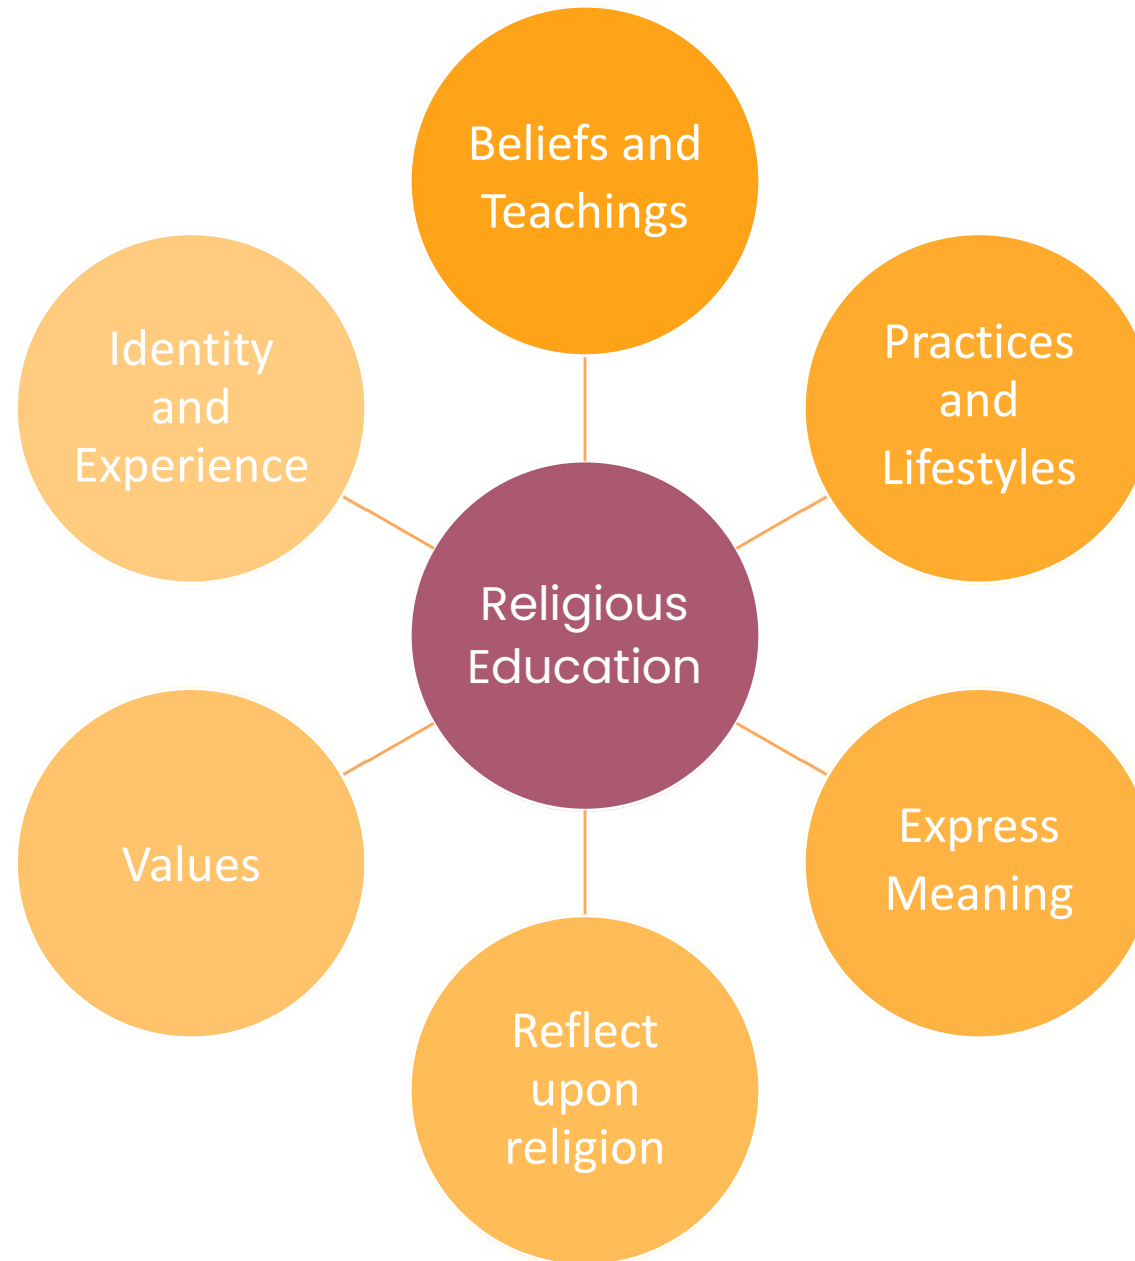 Beliefs and
Teachings
Identity
and
Experience
Practices
and
Lifestyles
Religious
Education
Values
Express
Meaning
Reflect
upon
religion